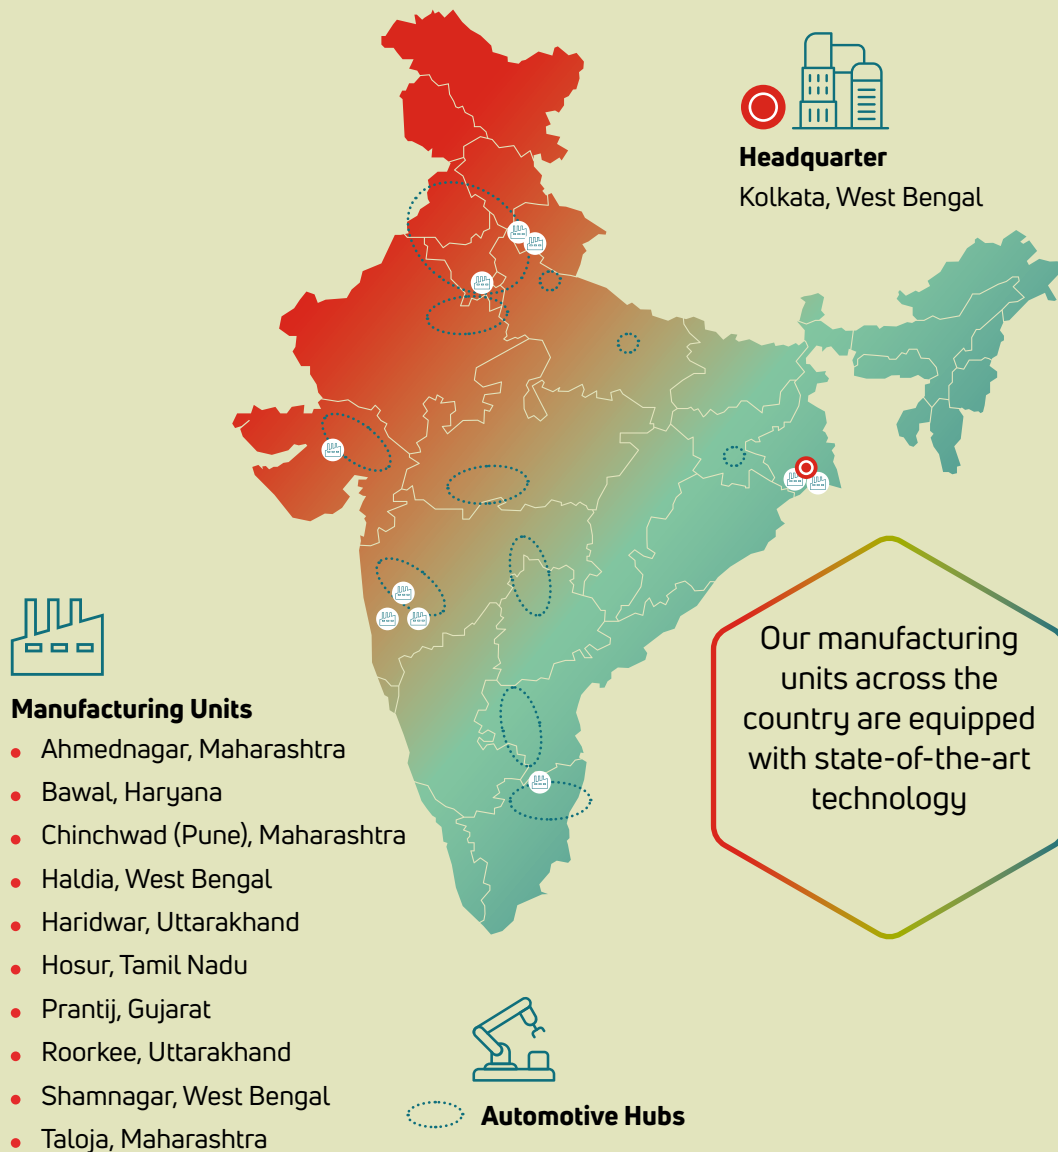 Headquarter
Kolkata, West Bengal
Our manufacturing
units across the
country are equipped
with state-of-the-art
technology
Manufacturing Units
Ahmednagar, Maharashtra
Bawal, Haryana
Chinchwad (Pune), Maharashtra
Haldia, West Bengal
Haridwar, Uttarakhand
Hosur, Tamil Nadu
Prantij, Gujarat
Roorkee, Uttarakhand
Shamnagar, West Bengal
Taloja, Maharashtra
Automotive Hubs